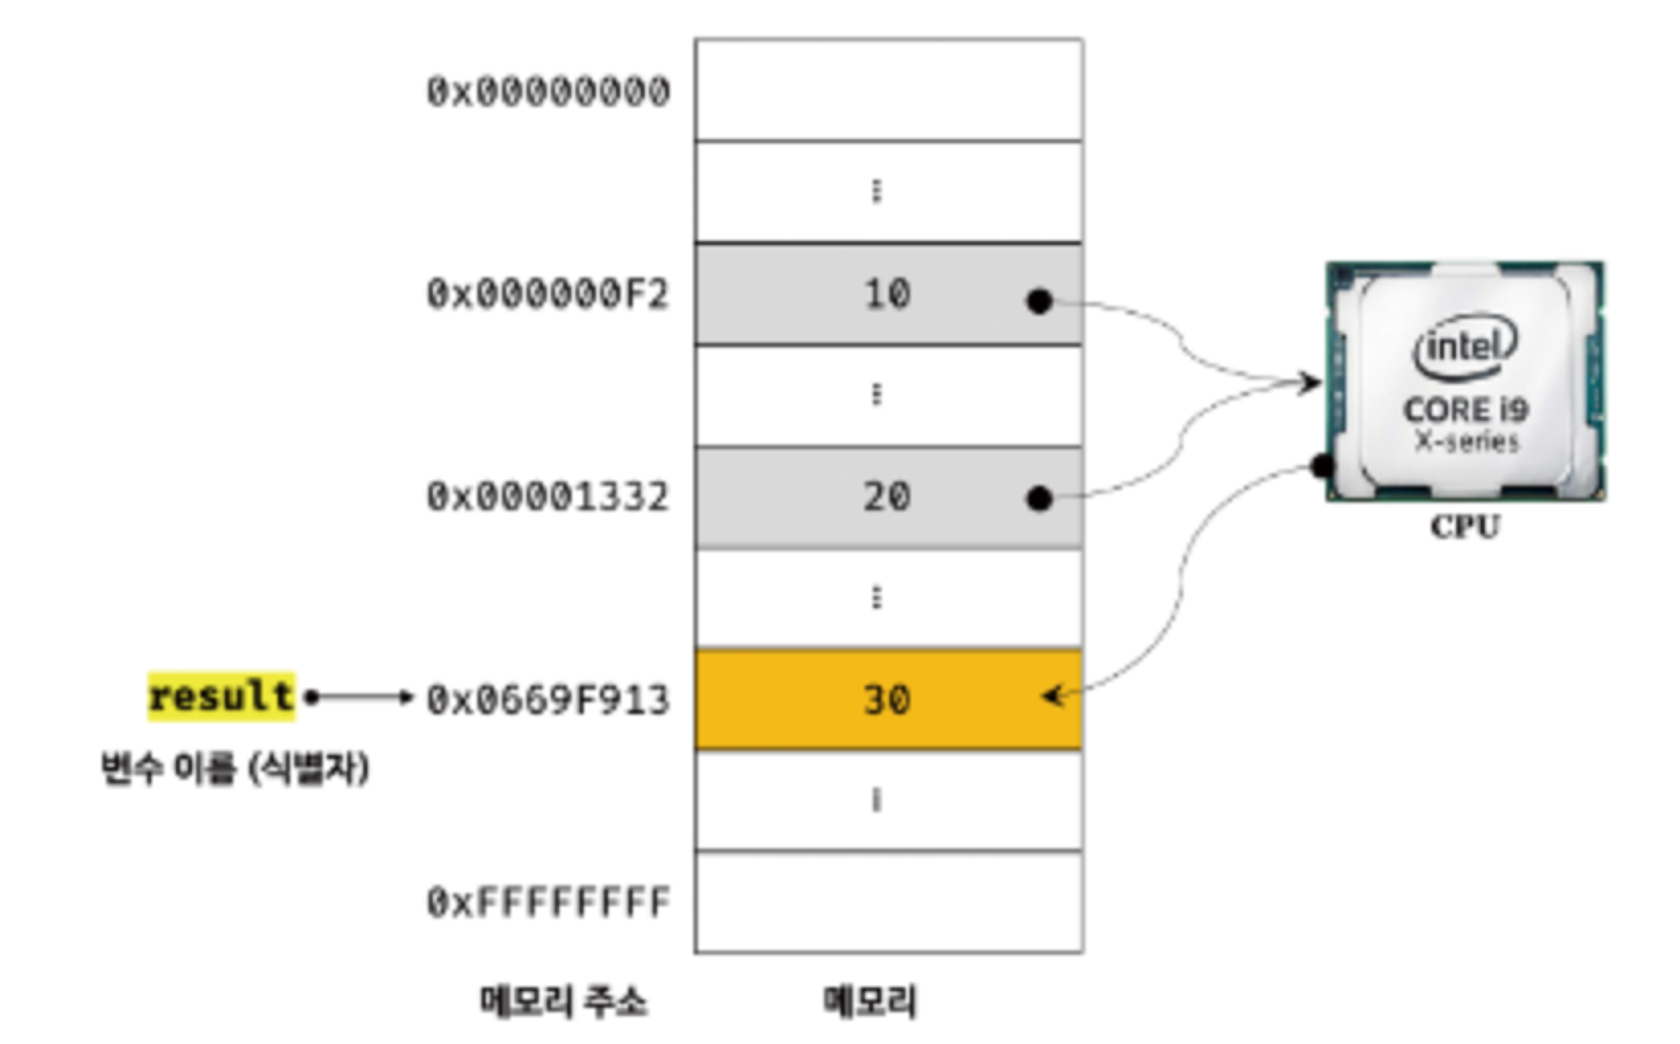 0x00000000
⋮
0x000000F2 10
⋮
intel
CORE i9
X-series
0x00001332 20
CPU
⋮
result 0x0669F913 30
변수 이름 (식별자)
⋮
0xFFFFFFFF
메모리 주소 메모리